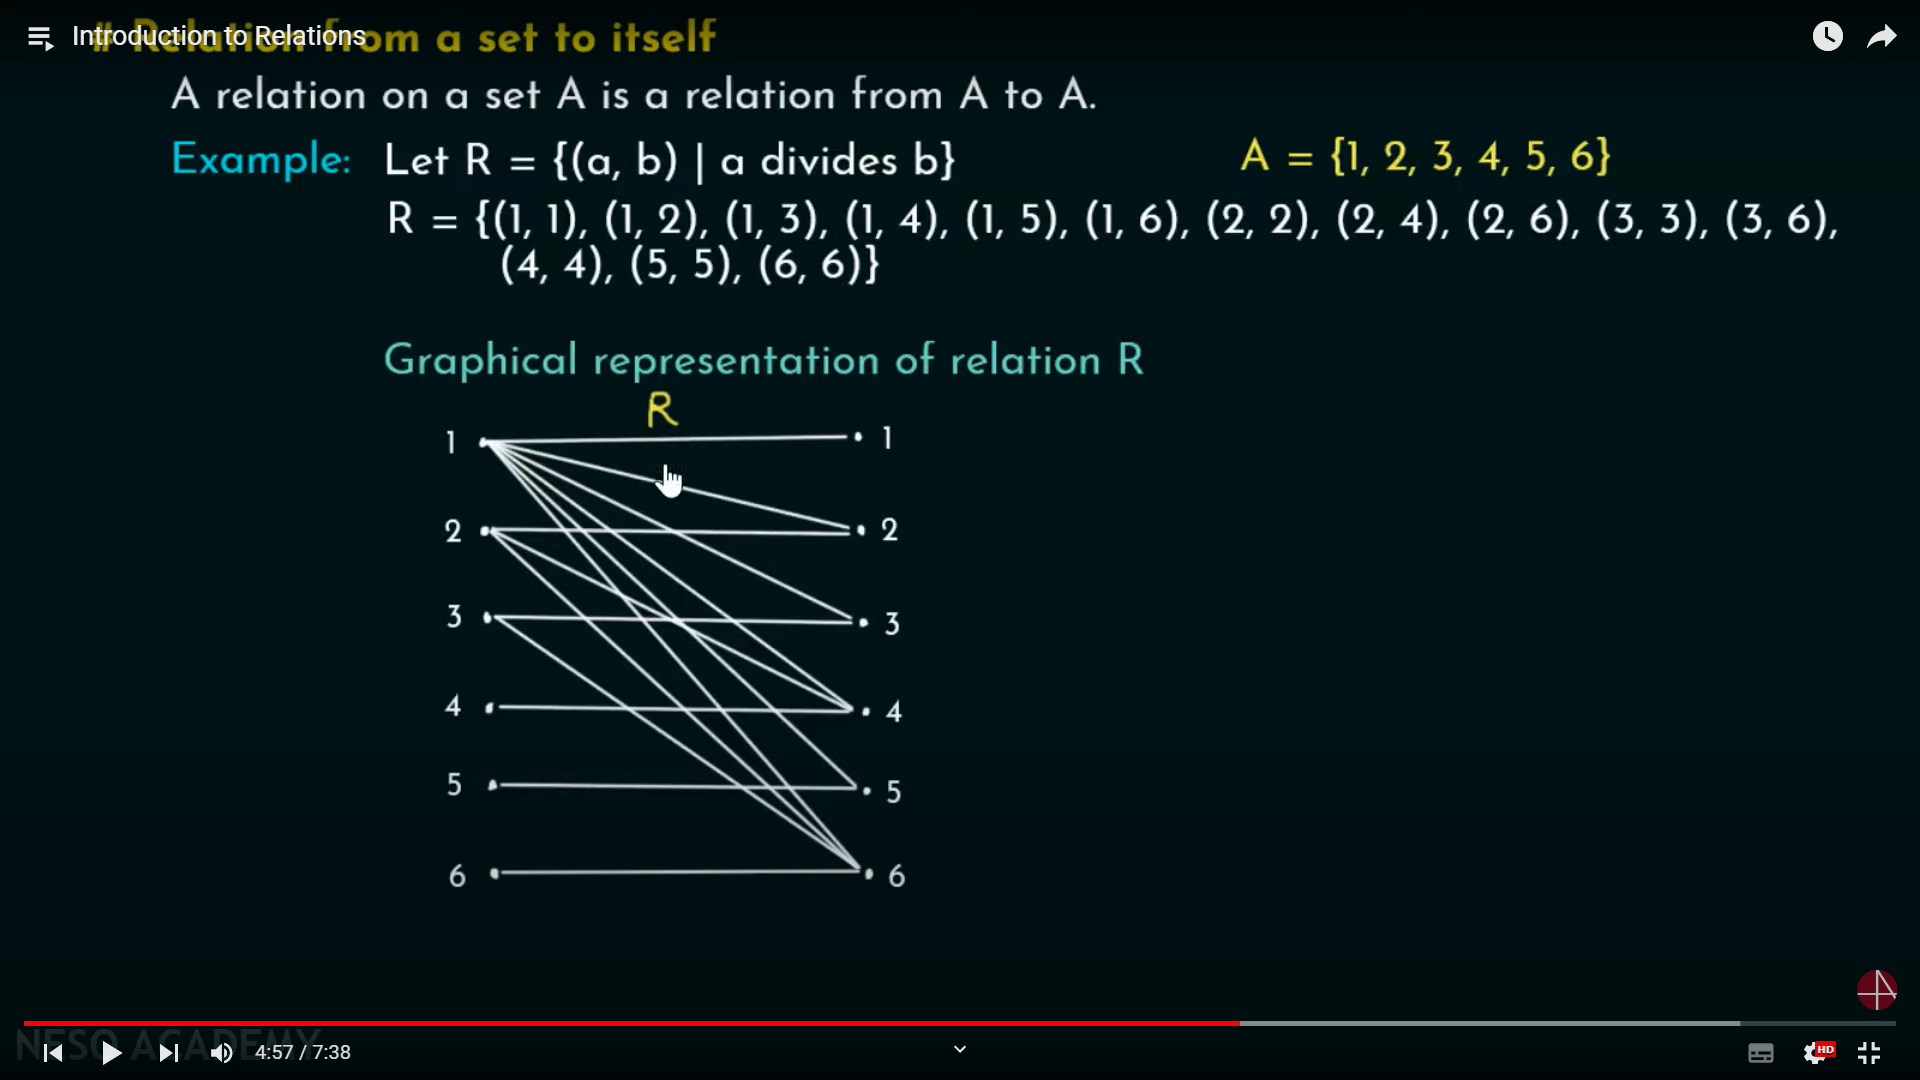 Introduction to Relations
# Relation from a set to itself
A relation on a set A is a relation from A to A.
Example: Let R = {(a, b) | a divides b} A = {1, 2, 3, 4, 5, 6}
R = {(1, 1), (1, 2), (1, 3), (1, 4), (1, 5), (1, 6), (2, 2), (2, 4), (2, 6), (3, 3), (3, 6),
(4, 4), (5, 5), (6, 6)}
Graphical representation of relation R
R
1 1
2 2
3 3
4 4
5 5
6 6
NESO ACADEMY
4:57 / 7:38 HD